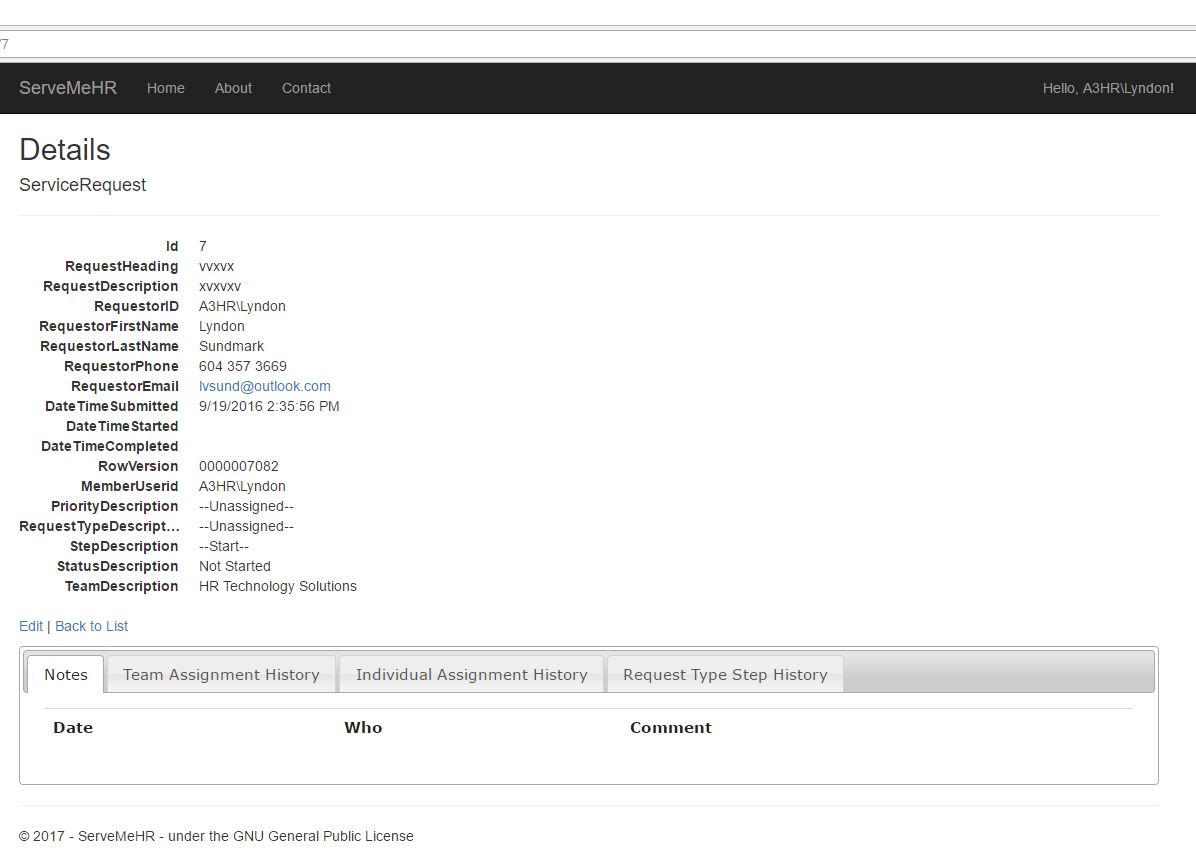 /7
ServeMeHR Home About Contact Hello, A3HR\Lyndon!
Details
ServiceRequest
Id 7
RequestHeading vvxvx
RequestDescription xvxvxv
RequestorID A3HR\Lyndon
RequestorFirstName Lyndon
RequestorLastName Sundmark
RequestorPhone 604 357 3669
RequestorEmail lvsund@outlook.com
DateTimeSubmitted 9/19/2016 2:35:56 PM
DateTimeStarted
DateTimeCompleted
RowVersion 0000007082
MemberUserid A3HR\Lyndon
PriorityDescription --Unassigned--
RequestTypeDescript... --Unassigned--
StepDescription --Start--
StatusDescription Not Started
TeamDescription HR Technology Solutions
Edit | Back to List
Notes Team Assignment History Individual Assignment History Request Type Step History
Date Who Comment
© 2017 - ServeMeHR - under the GNU General Public License